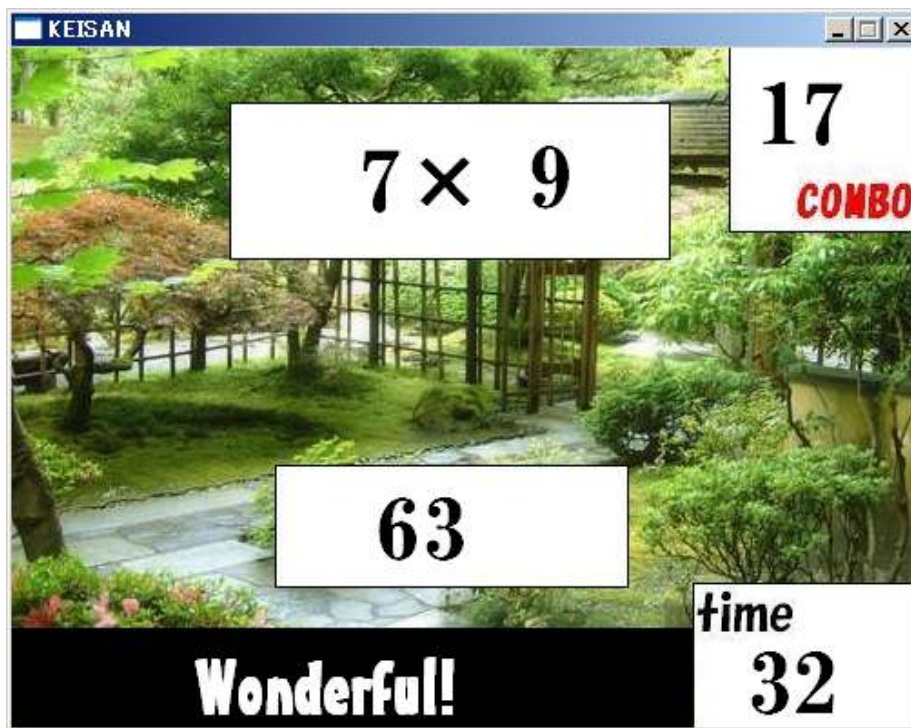 KEISAN
7× 9
17
COMBO
63
time
32
Wonderful!